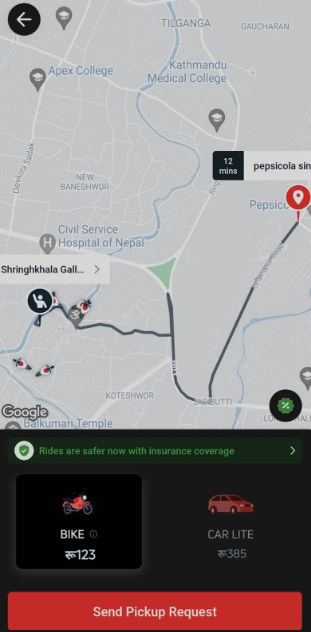 TILGANGA
GAUCHARAN
Apex College
Kathmandu
Medical College
Devkota Sadak
12
mins
pepsicola sin
NEW
BANESHWOR
Pepsico
Civil Service
Hospital of Nepal
Shringhkhala Gall...
KOTESHWOR
JADIBUTTI
Google
Balkumari Temple
Rides are safer now with insurance coverage
BIKE
रू123
CAR LITE
रू385
Send Pickup Request